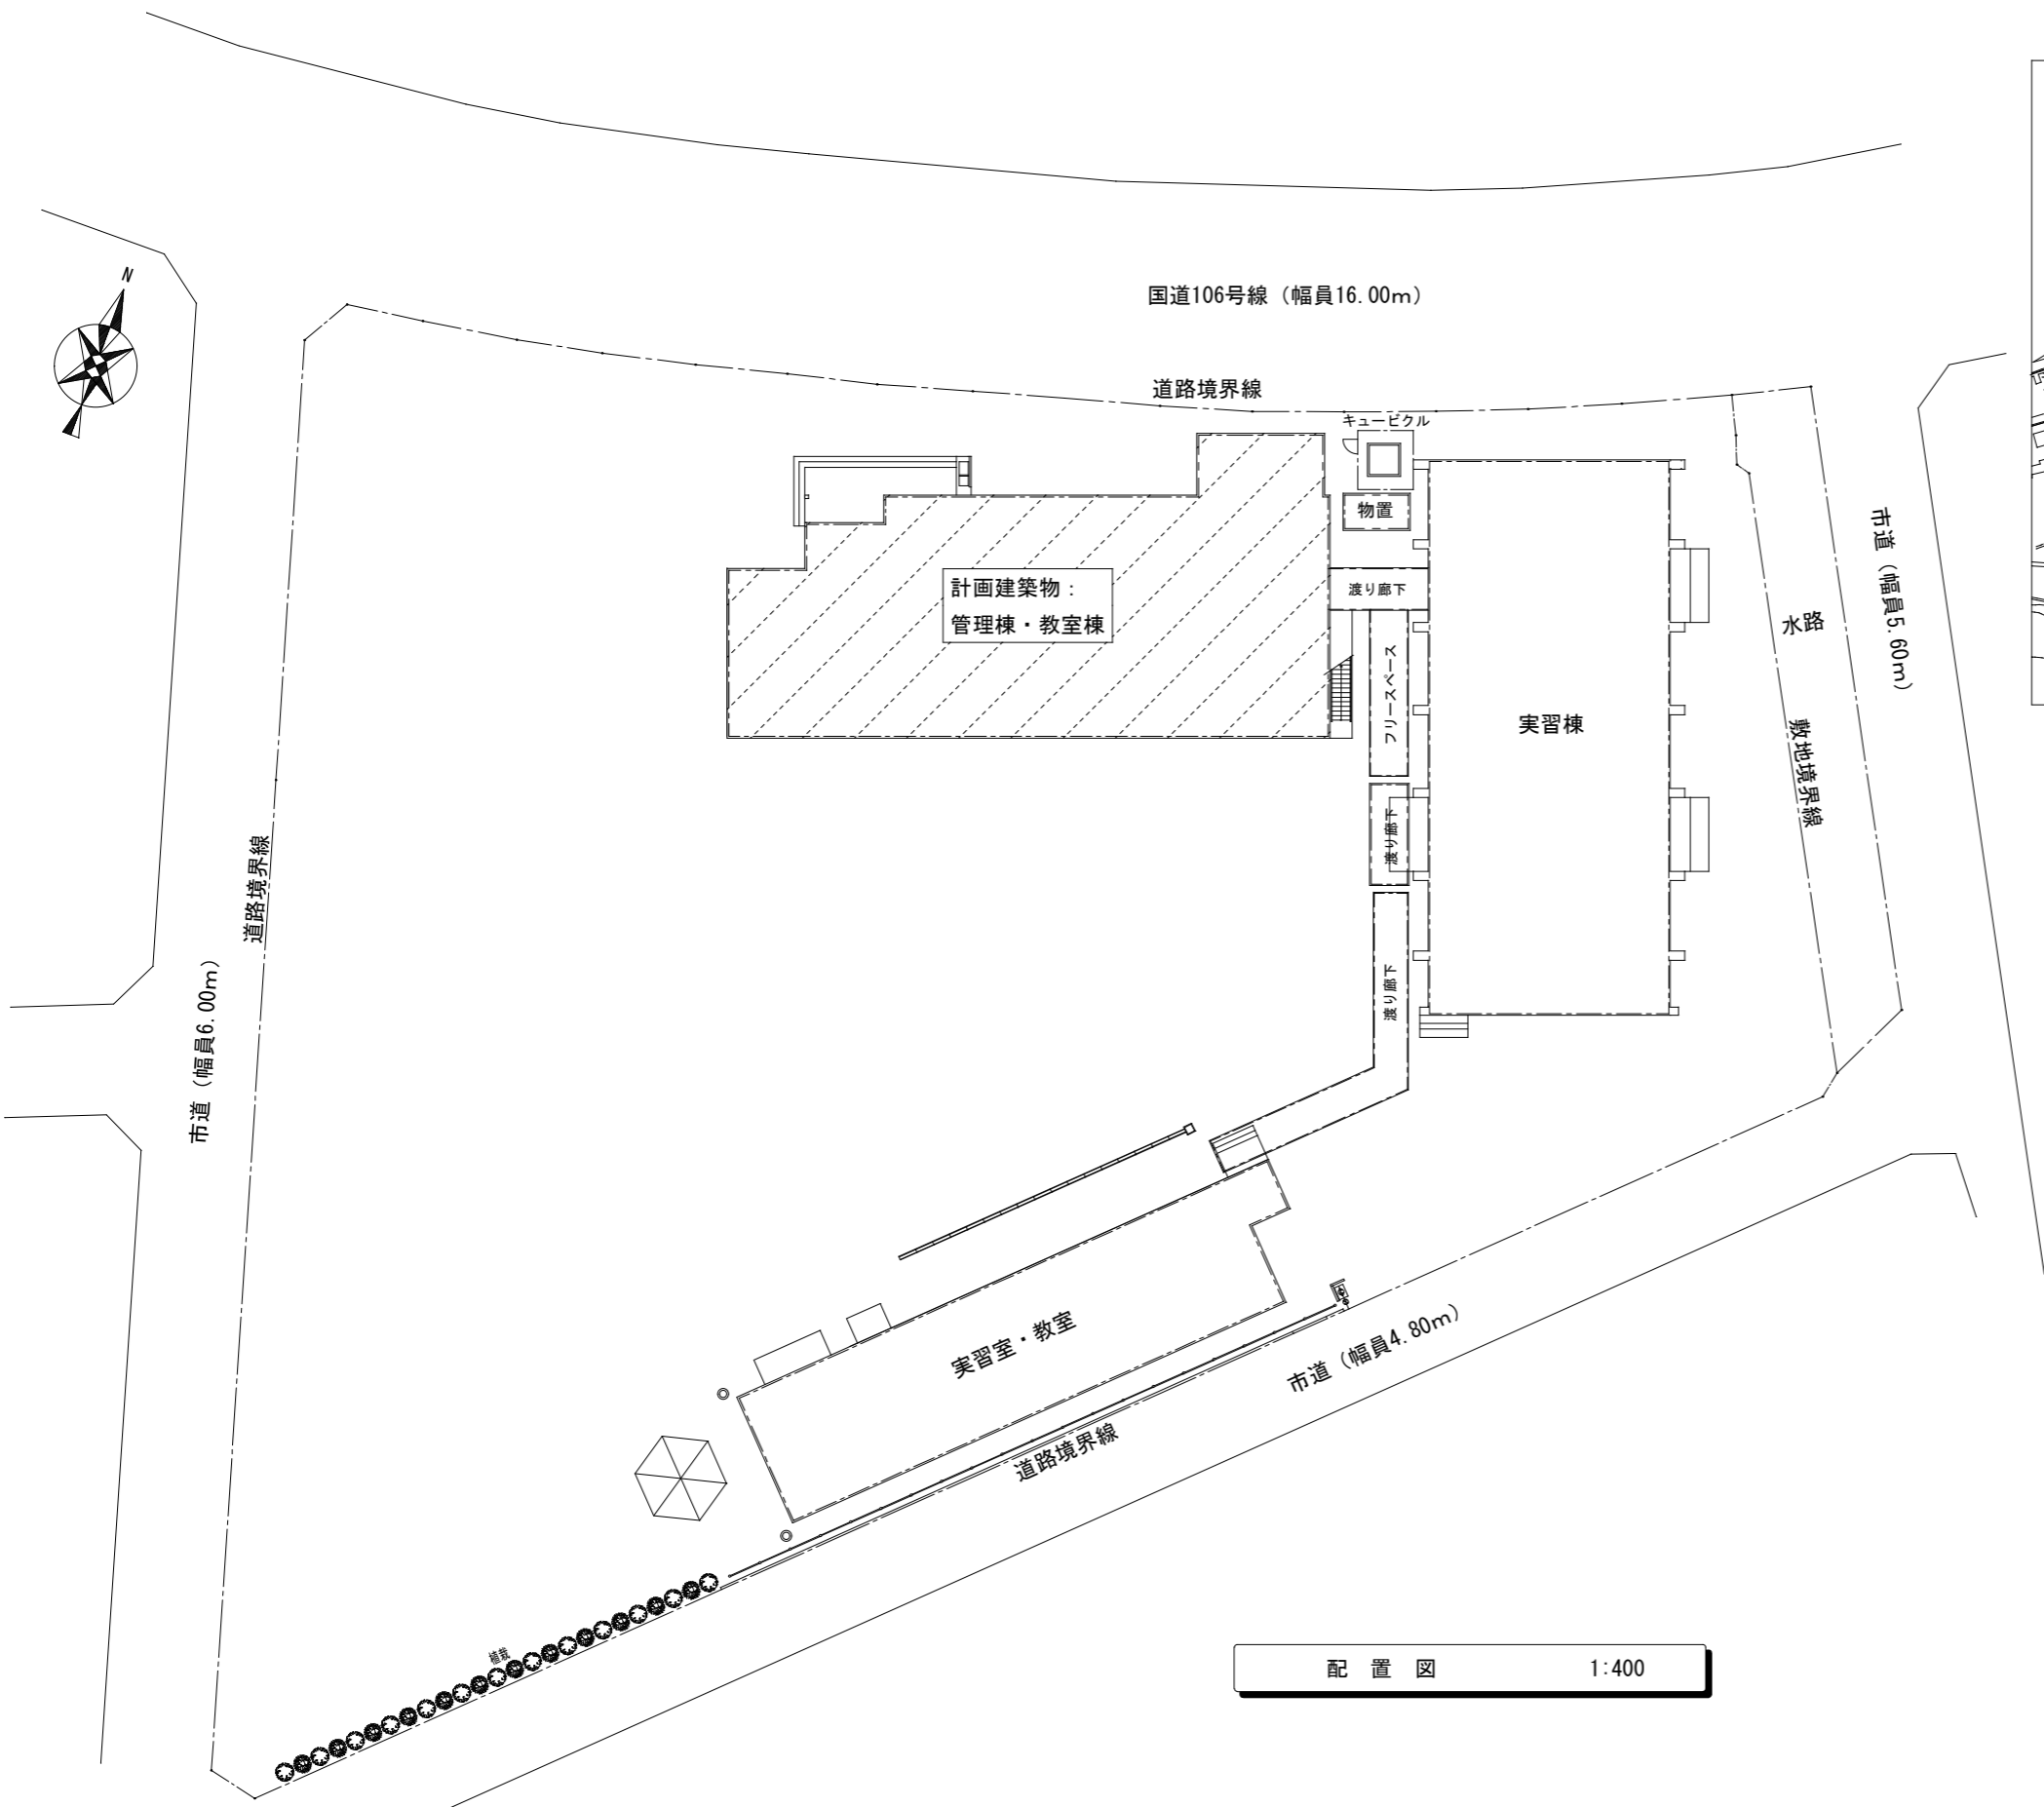 N
国道106号線（幅員16.00m）
道路境界線
キュービクル
物置
計画建築物：
管理棟・教室棟
渡り廊下
フリースペース
実習棟
水路
市道（幅員5.60m）
敷地境界線
渡り廊下
道路境界線
渡り廊下
市道（幅員6.00m）
実習室・教室
市道（幅員4.80m）
道路境界線
植栽
配置図 1:400